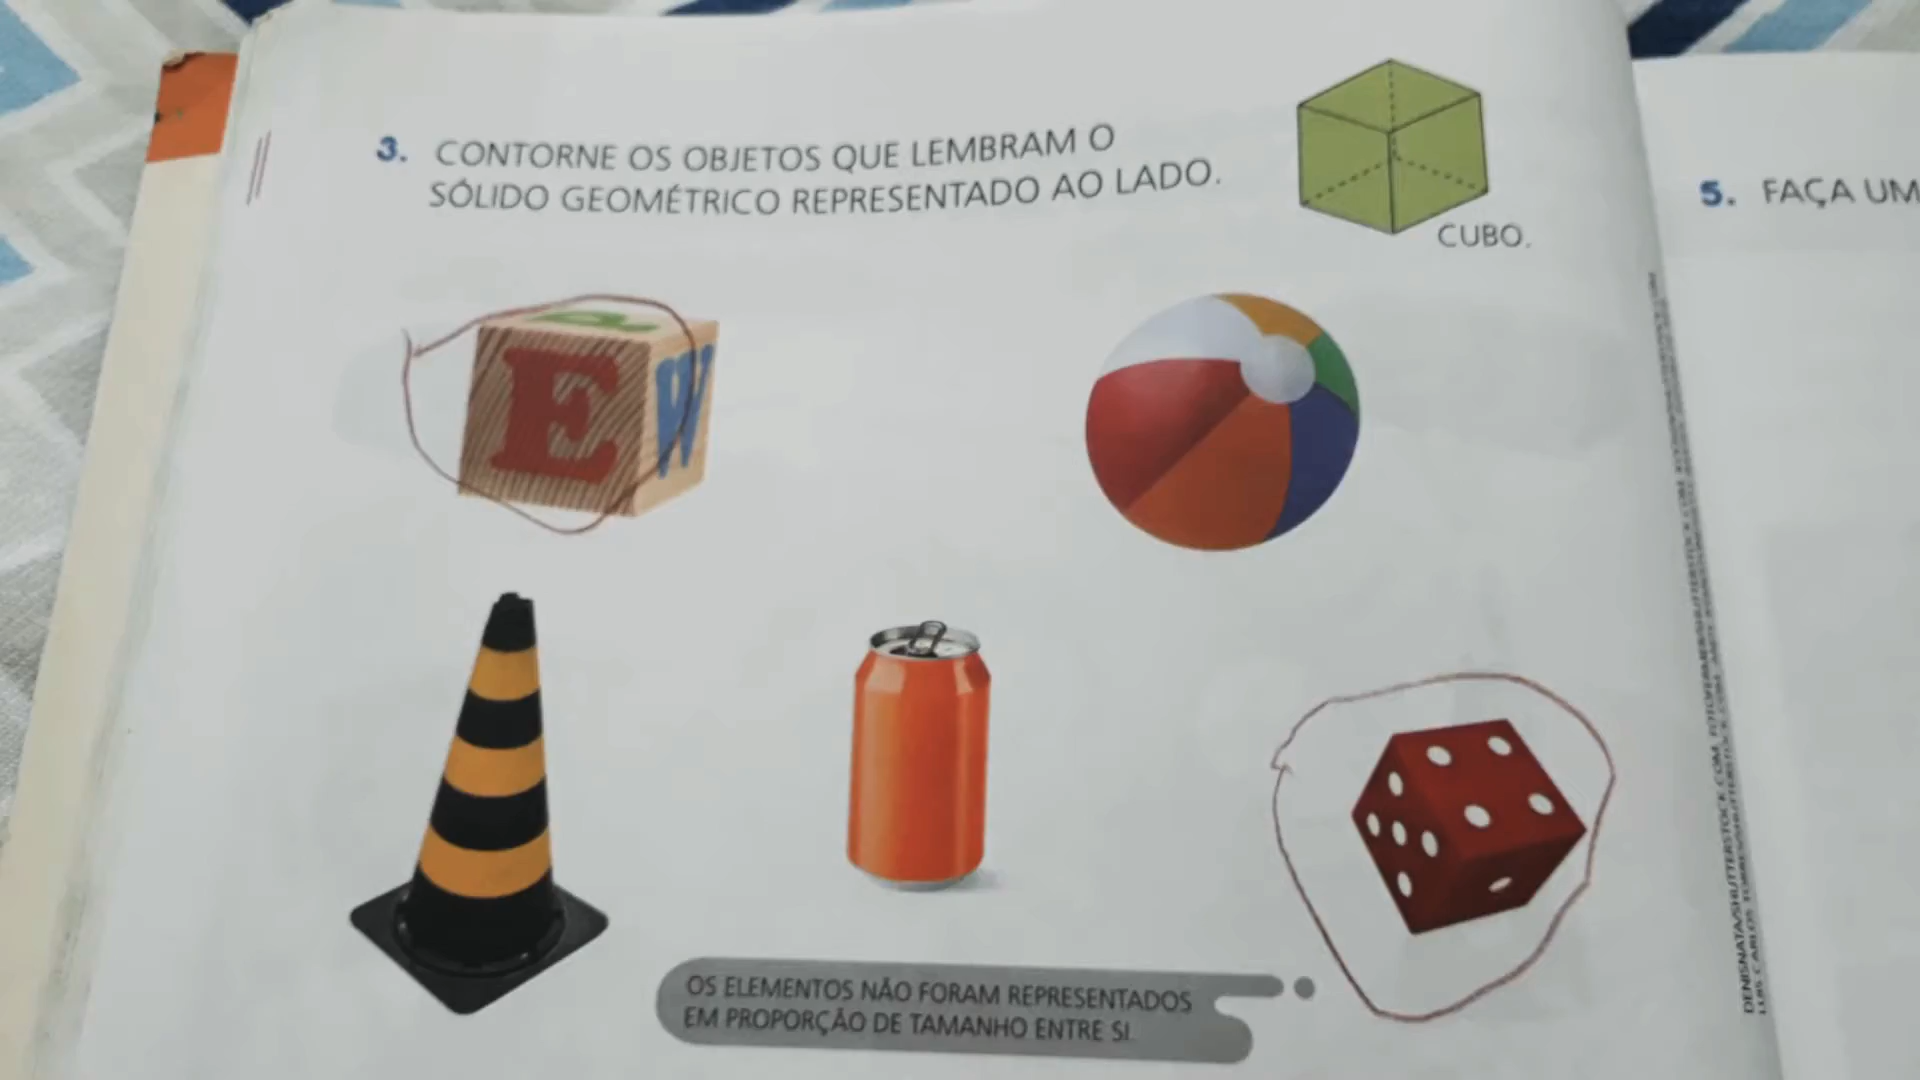 3. CONTORNE OS OBJETOS QUE LEMBRAM O
SÓLIDO GEOMÉTRICO REPRESENTADO AO LADO.
CUBO.
E
W
OS ELEMENTOS NÃO FORAM REPRESENTADOS
EM PROPORÇÃO DE TAMANHO ENTRE SI.
5. FAÇA UM